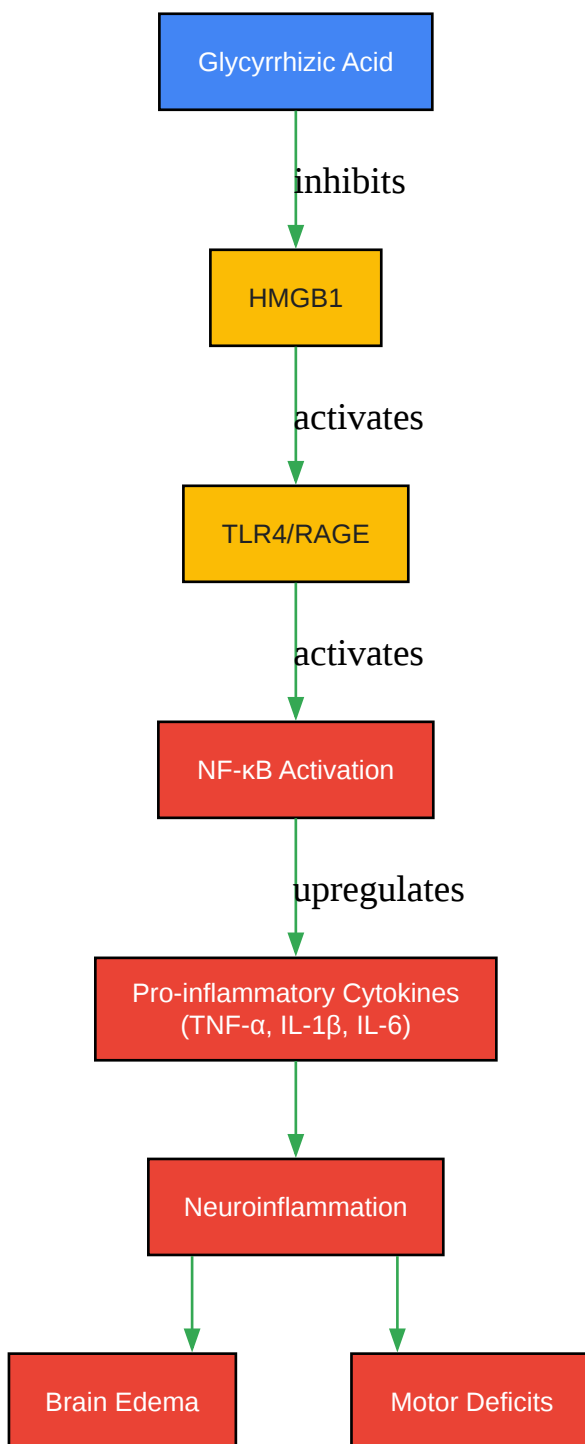 Glycyrrhizic Acid
inhibits
HMGB1
activates
TLR4/RAGE
activates
NF-κB Activation
upregulates
Pro-inflammatory Cytokines
(TNF-α, IL-1β, IL-6)
Neuroinflammation
Brain Edema
Motor Deficits